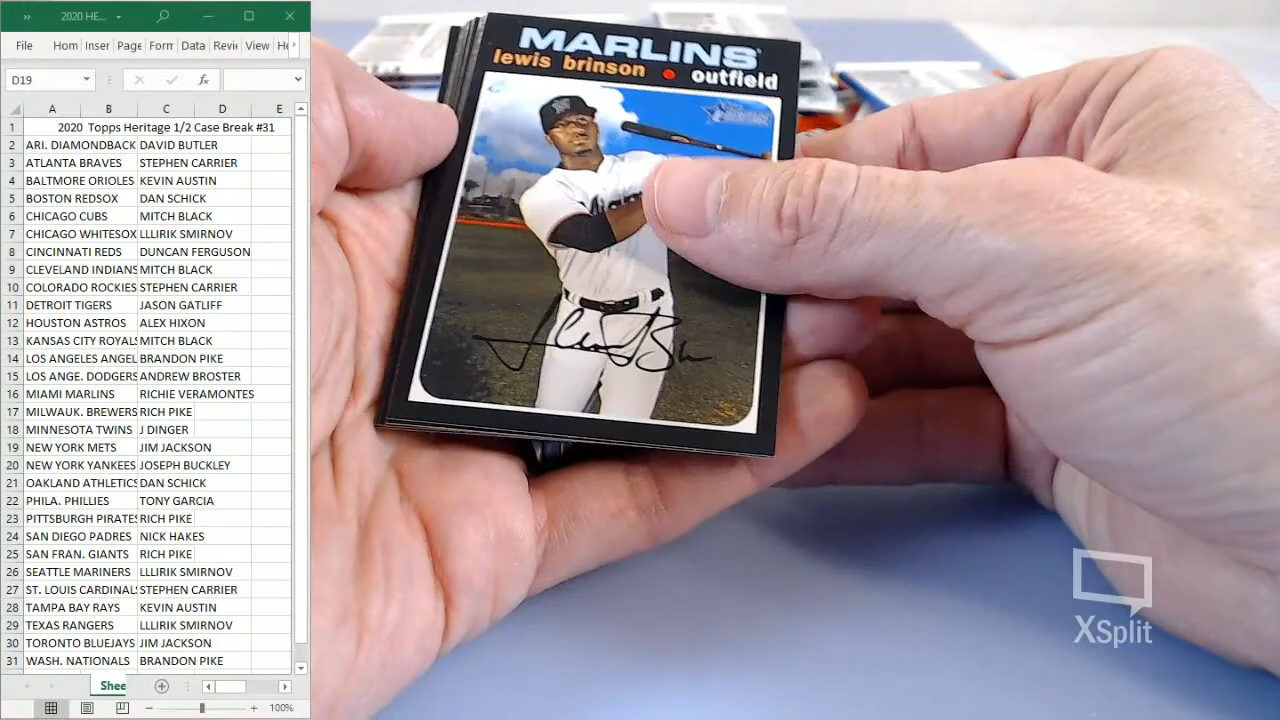 2020 HE...
File Hom Inser Page Forn Data Revie View He
D19
fx
A B C D E
1 2020 Topps Heritage 1/2 Case Break #31
2 ARI. DIAMONDBACK DAVID BUTLER
3 ATLANTA BRAVES STEPHEN CARRIER
4 BALTMORE ORIOLES KEVIN AUSTIN
5 BOSTON REDSOX DAN SCHICK
6 CHICAGO CUBS MITCH BLACK
7 CHICAGO WHITESOX LLLIRIK SMIRNOV
8 CINCINNATI REDS DUNCAN FERGUSON
9 CLEVELAND INDIANS MITCH BLACK
10 COLORADO ROCKIES STEPHEN CARRIER
11 DETROIT TIGERS JASON GATLIFF
12 HOUSTON ASTROS ALEX HIXON
13 KANSAS CITY ROYALS MITCH BLACK
14 LOS ANGELES ANGEL BRANDON PIKE
15 LOS ANGE. DODGERS ANDREW BROSTER
16 MIAMI MARLINS RICHIE VERAMONTES
17 MILWAUK. BREWERS RICH PIKE
18 MINNESOTA TWINS J DINGER
19 NEW YORK METS JIM JACKSON
20 NEW YORK YANKEES JOSEPH BUCKLEY
21 OAKLAND ATHLETICS DAN SCHICK
22 PHILA. PHILLIES TONY GARCIA
23 PITTSBURGH PIRATES RICH PIKE
24 SAN DIEGO PADRES NICK HAKES
25 SAN FRAN. GIANTS RICH PIKE
26 SEATTLE MARINERS LLLIRIK SMIRNOV
27 ST. LOUIS CARDINALS STEPHEN CARRIER
28 TAMPA BAY RAYS KEVIN AUSTIN
29 TEXAS RANGERS LLLIRIK SMIRNOV
30 TORONTO BLUEJAYS JIM JACKSON
31 WASH. NATIONALS BRANDON PIKE
Shee
100%
MARLINS
lewis brinson outfield
Heritage
XSplit